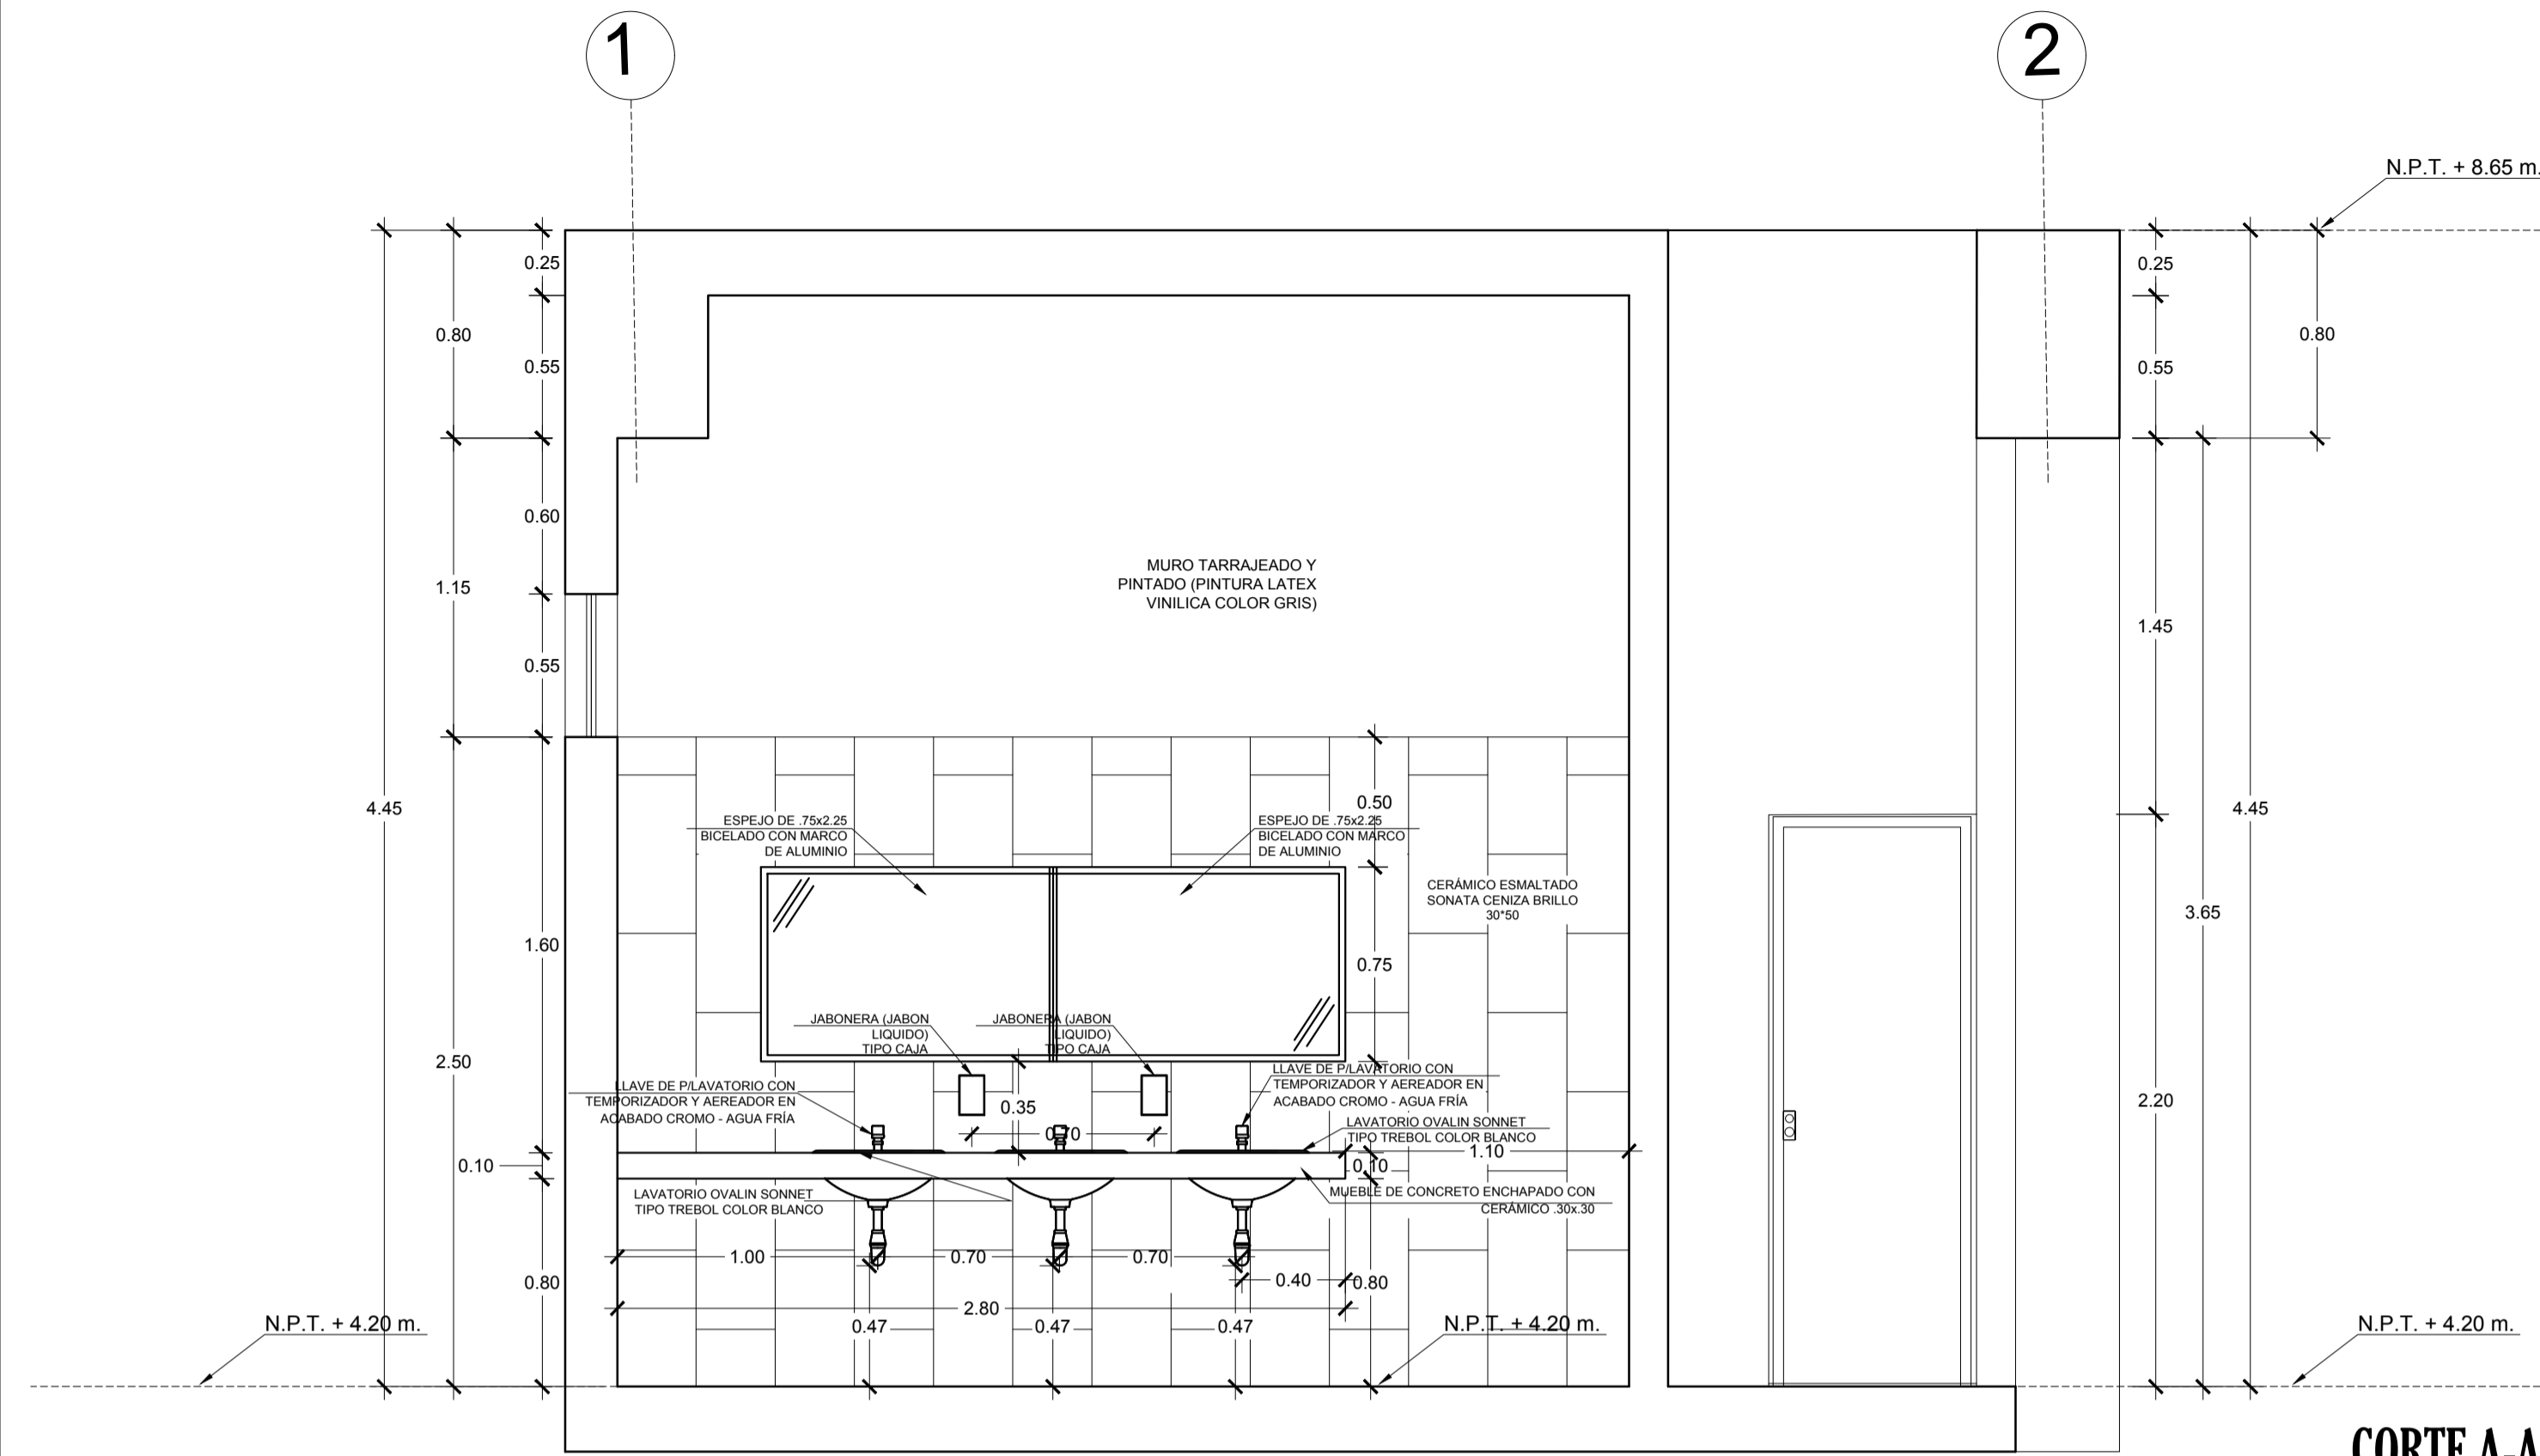 1
2
N.P.T. + 8.65 m.
0.25
0.25
0.80
0.55
0.55
0.80
0.60
MURO TARRAJEADO Y
PINTADO (PINTURA LATEX
VINILICA COLOR GRIS)
1.15
1.45
0.55
4.45
0.50
4.45
ESPEJO DE .75x2.25
BICELADO CON MARCO
DE ALUMINIO
ESPEJO DE .75x2.25
BICELADO CON MARCO
DE ALUMINIO
CERÁMICO ESMALTADO
SONATA CENIZA BRILLO
30*50
3.65
1.60
0.75
JABONERA (JABON
LIQUIDO)
TIPO CAJA
JABONERA (JABON
LIQUIDO)
TIPO CAJA
2.50
LLAVE DE P/LAVATORIO CON
TEMPORIZADOR Y AEREADOR EN
ACABADO CROMO - AGUA FRÍA
LLAVE DE P/LAVATORIO CON
TEMPORIZADOR Y AEREADOR EN
ACABADO CROMO - AGUA FRÍA
0.35
2.20
0.70
LAVATORIO OVALIN SONNET
TIPO TREBOL COLOR BLANCO
1.10
0.10
0.10
LAVATORIO OVALIN SONNET
TIPO TREBOL COLOR BLANCO
MUEBLE DE CONCRETO ENCHAPADO CON
CERÁMICO .30x.30
1.00
0.70
0.70
0.80
0.40
0.80
2.80
N.P.T. + 4.20 m.
0.47
0.47
0.47
N.P.T. + 4.20 m.
N.P.T. + 4.20 m.
CORTE A-A